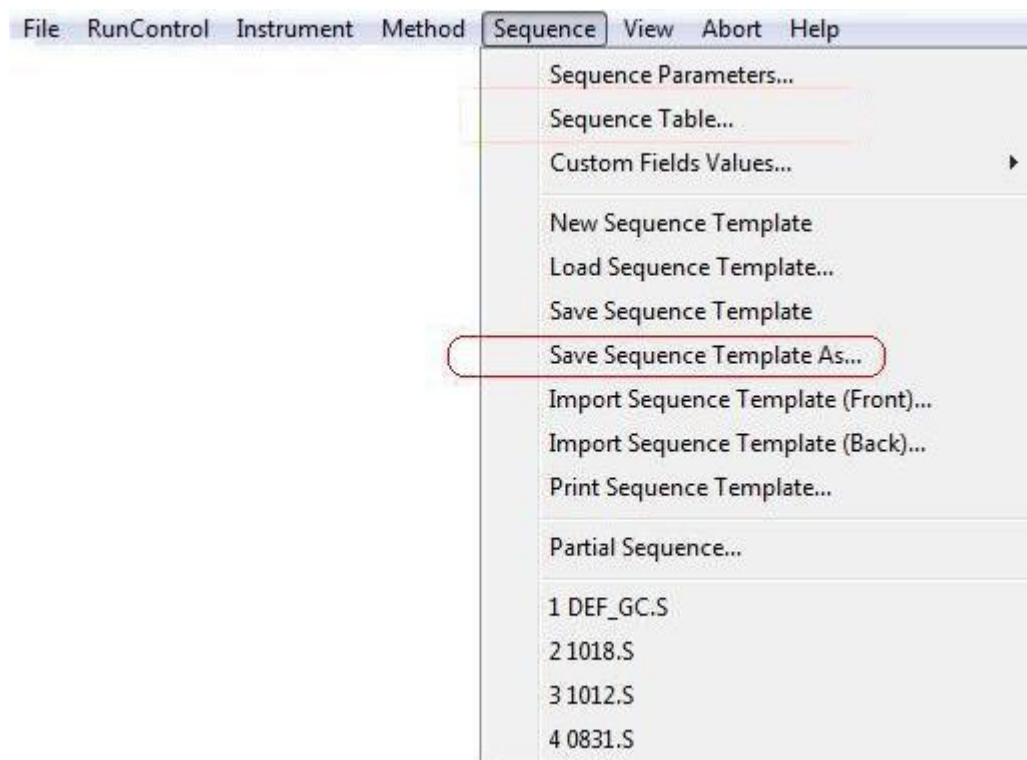 File RunControl Instrument Method Sequence View Abort Help
Sequence Parameters...
Sequence Table...
Custom Fields Values...
New Sequence Template
Load Sequence Template...
Save Sequence Template
Save Sequence Template As...
Import Sequence Template (Front)...
Import Sequence Template (Back)...
Print Sequence Template...
Partial Sequence...
1 DEF_GC.S
2 1018.S
3 1012.S
4 0831.S